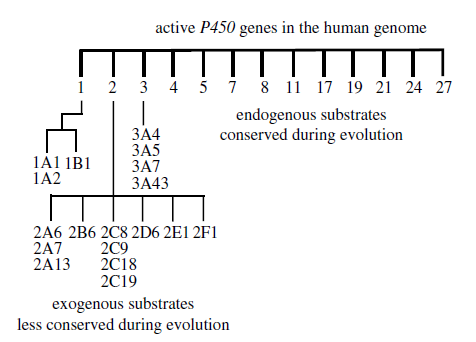 active P450 genes in the human genome
1 2 3 4 5 7 8 11 17 19 21 24 27
endogenous substrates
conserved during evolution
3A4
3A5
3A7
3A43
1A1 1B1
1A2
2A6 2B6 2C8 2D6 2E1 2F1
2A7 2C9
2A13 2C18
2C19
exogenous substrates
less conserved during evolution